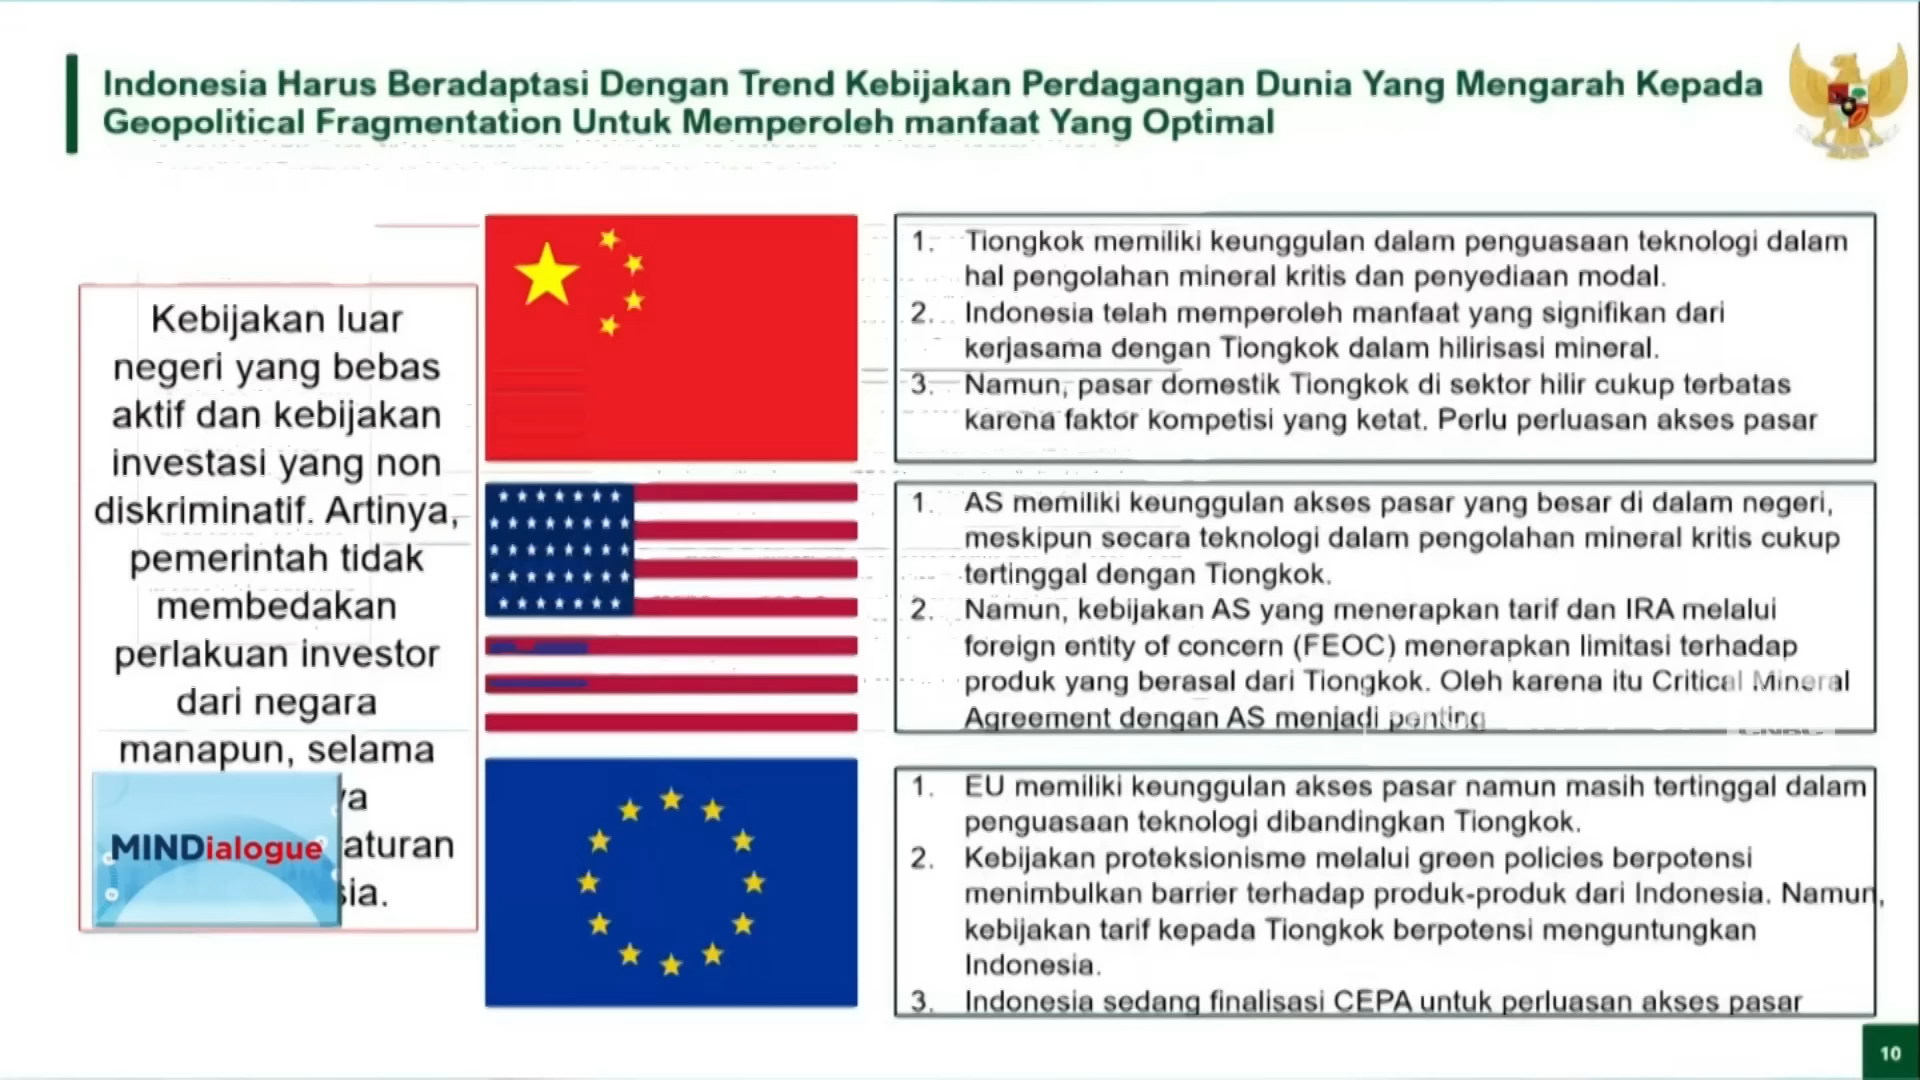 Indonesia Harus Beradaptasi Dengan Trend Kebijakan Perdagangan Dunia Yang Mengarah Kepada
Geopolitical Fragmentation Untuk Memperoleh manfaat Yang Optimal
Kebijakan luar
negeri yang bebas
aktif dan kebijakan
investasi yang non
diskriminatif. Artinya,
pemerintah tidak
membedakan
perlakuan investor
dari negara
manapun, selama
aturan
MINDialogue
1. Tiongkok memiliki keunggulan dalam penguasaan teknologi dalam
hal pengolahan mineral kritis dan penyediaan modal.
2. Indonesia telah memperoleh manfaat yang signifikan dari
kerjasama dengan Tiongkok dalam hilirisasi mineral.
3. Namun, pasar domestik Tiongkok di sektor hilir cukup terbatas
karena faktor kompetisi yang ketat. Perlu perluasan akses pasar
1. AS memiliki keunggulan akses pasar yang besar di dalam negeri,
meskipun secara teknologi dalam pengolahan mineral kritis cukup
tertinggal dengan Tiongkok.
2. Namun, kebijakan AS yang menerapkan tarif dan IRA melalui
foreign entity of concern (FEOC) menerapkan limitasi terhadap
produk yang berasal dari Tiongkok. Oleh karena itu Critical Mineral
Agreement dengan AS menjadi penting
1. EU memiliki keunggulan akses pasar namun masih tertinggal dalam
penguasaan teknologi dibandingkan Tiongkok.
2. Kebijakan proteksionisme melalui green policies berpotensi
menimbulkan barrier terhadap produk-produk dari Indonesia. Namun,
kebijakan tarif kepada Tiongkok berpotensi menguntungkan
Indonesia.
3. Indonesia sedang finalisasi CEPA untuk perluasan akses pasar
10